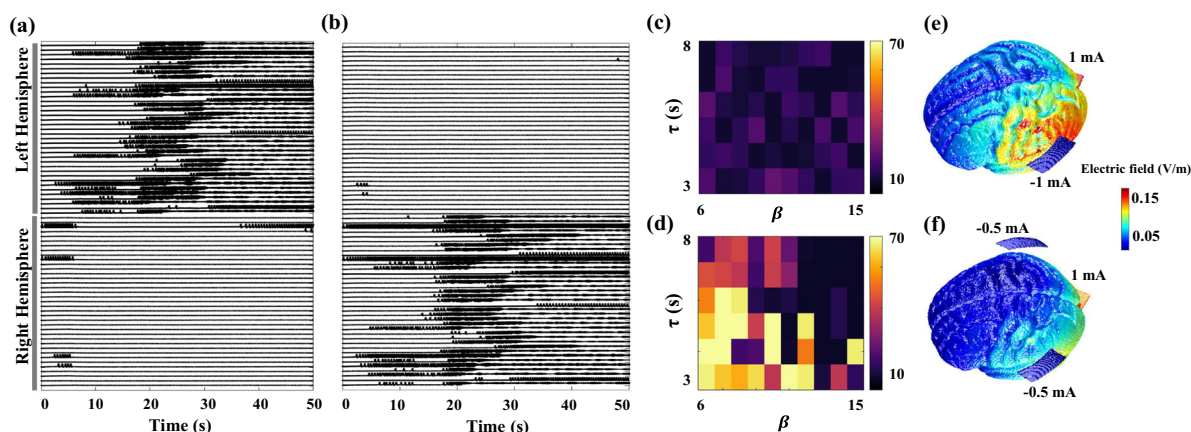 (a)
Left Hemisphere
Right Hemisphere
0 10 20 30 40 50
Time (s)
(b)
0 10 20 30 40 50
Time (s)
(c)
8
τ (s)
3
6 β 15
70
10
(d)
8
τ (s)
3
6 β 15
70
10
(e)
1 mA
-1 mA
Electric field (V/m)
0.15
0.05
(f)
-0.5 mA
1 mA
-0.5 mA